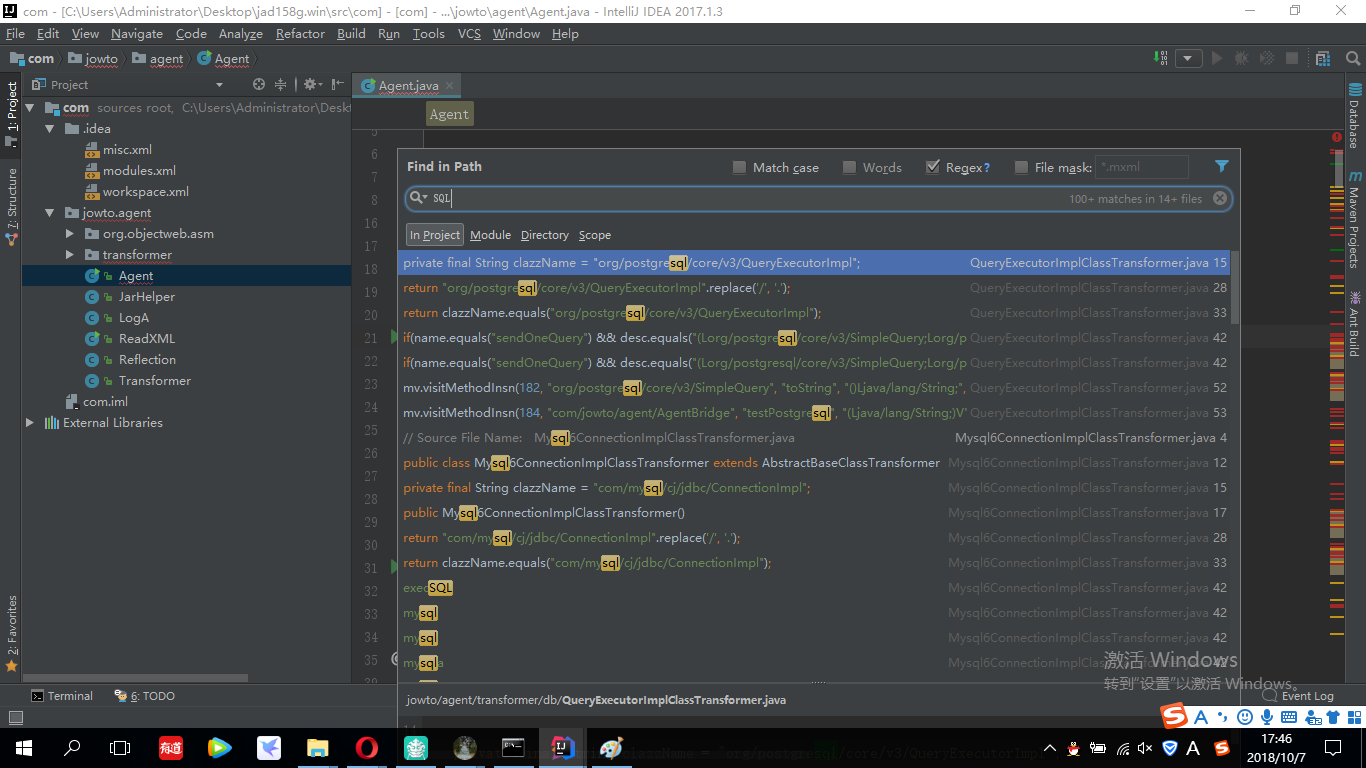 com - [C:\Users\Administrator\Desktop\jad158g.win\src\com] - [com] - ...\jowto\agent\Agent.java - IntelliJ IDEA 2017.1.3
File Edit View Navigate Code Analyze Refactor Build Run Tools VCS Window Help
com jowto agent Agent
Project
Agent.java
1: Project
7: Structure
2: Favorites
com sources root, C:\Users\Administrator\Deskt
.idea
misc.xml
modules.xml
workspace.xml
jowto.agent
org.objectweb.asm
transformer
Agent
JarHelper
LogA
ReadXML
Reflection
Transformer
com.iml
External Libraries
Agent
5
6
7
8
16
17
18
19
20
21
22
23
24
25
26
27
28
29
30
31
32
33
34
35
Find in Path
Match case Words Regex? File mask: *.mxml
SQL 100+ matches in 14+ files
In Project Module Directory Scope
private final String clazzName = "org/postgresql/core/v3/QueryExecutorImpl"; QueryExecutorImplClassTransformer.java 15
return "org/postgresql/core/v3/QueryExecutorImpl".replace('/', '.'); QueryExecutorImplClassTransformer.java 28
return clazzName.equals("org/postgresql/core/v3/QueryExecutorImpl"); QueryExecutorImplClassTransformer.java 33
if(name.equals("sendOneQuery") && desc.equals("(Lorg/postgresql/core/v3/SimpleQuery;Lorg/p QueryExecutorImplClassTransformer.java 42
if(name.equals("sendOneQuery") && desc.equals("(Lorg/postgresql/core/v3/SimpleQuery;Lorg/p QueryExecutorImplClassTransformer.java 42
mv.visitMethodInsn(182, "org/postgresql/core/v3/SimpleQuery", "toString", "()Ljava/lang/String;", QueryExecutorImplClassTransformer.java 52
mv.visitMethodInsn(184, "com/jowto/agent/AgentBridge", "testPostgresql", "(Ljava/lang/String;)V" QueryExecutorImplClassTransformer.java 53
// Source File Name: Mysql6ConnectionImplClassTransformer.java Mysql6ConnectionImplClassTransformer.java 4
public class Mysql6ConnectionImplClassTransformer extends AbstractBaseClassTransformer Mysql6ConnectionImplClassTransformer.java 12
private final String clazzName = "com/mysql/cj/jdbc/ConnectionImpl"; Mysql6ConnectionImplClassTransformer.java 15
public Mysql6ConnectionImplClassTransformer() Mysql6ConnectionImplClassTransformer.java 17
return "com/mysql/cj/jdbc/ConnectionImpl".replace('/', '.'); Mysql6ConnectionImplClassTransformer.java 28
return clazzName.equals("com/mysql/cj/jdbc/ConnectionImpl"); Mysql6ConnectionImplClassTransformer.java 33
execSQL Mysql6ConnectionImplClassTransformer.java 42
mysql Mysql6ConnectionImplClassTransformer.java 42
mysql Mysql6ConnectionImplClassTransformer.java 42
mysqla Mysql6ConnectionImplClassTransformer.java 42
jowto/agent/transformer/db/QueryExecutorImplClassTransformer.java
Database
Maven Projects
Ant Build
激活 Windows
转到"设置"以激活 Windows。
Terminal 6: TODO Event Log
有道
17:46
2018/10/7